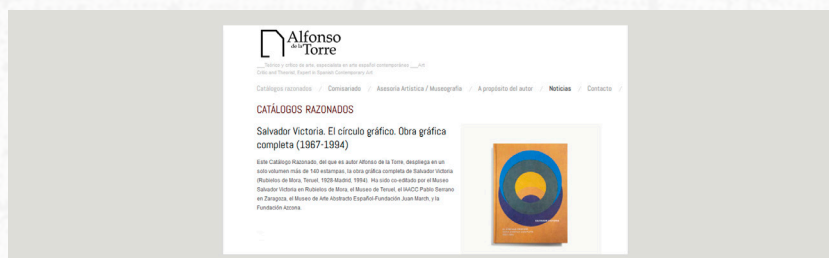 Alfonso
de la Torre
___Teórico y crítico de arte, especialista en arte español contemporáneo ___Art
Critic and Theorist, Expert in Spanish Contemporary Art
Catálogos razonados / Comisariado / Asesoría Artística / Museografía / A propósito del autor / Noticias / Contacto /
CATÁLOGOS RAZONADOS
Salvador Victoria. El círculo gráfico. Obra gráfica
completa (1967-1994)
Este Catálogo Razonado, del que es autor Alfonso de la Torre, despliega en un
solo volumen más de 140 estampas, la obra gráfica completa de Salvador Victoria
(Rubielos de Mora, Teruel, 1928-Madrid, 1994). Ha sido co-editado por el Museo
Salvador Victoria en Rubielos de Mora, el Museo de Teruel, el IAACC Pablo Serrano
en Zaragoza, el Museo de Arte Abstracto Español-Fundación Juan March, y la
Fundación Azcona.
SALVADOR VICTORIA